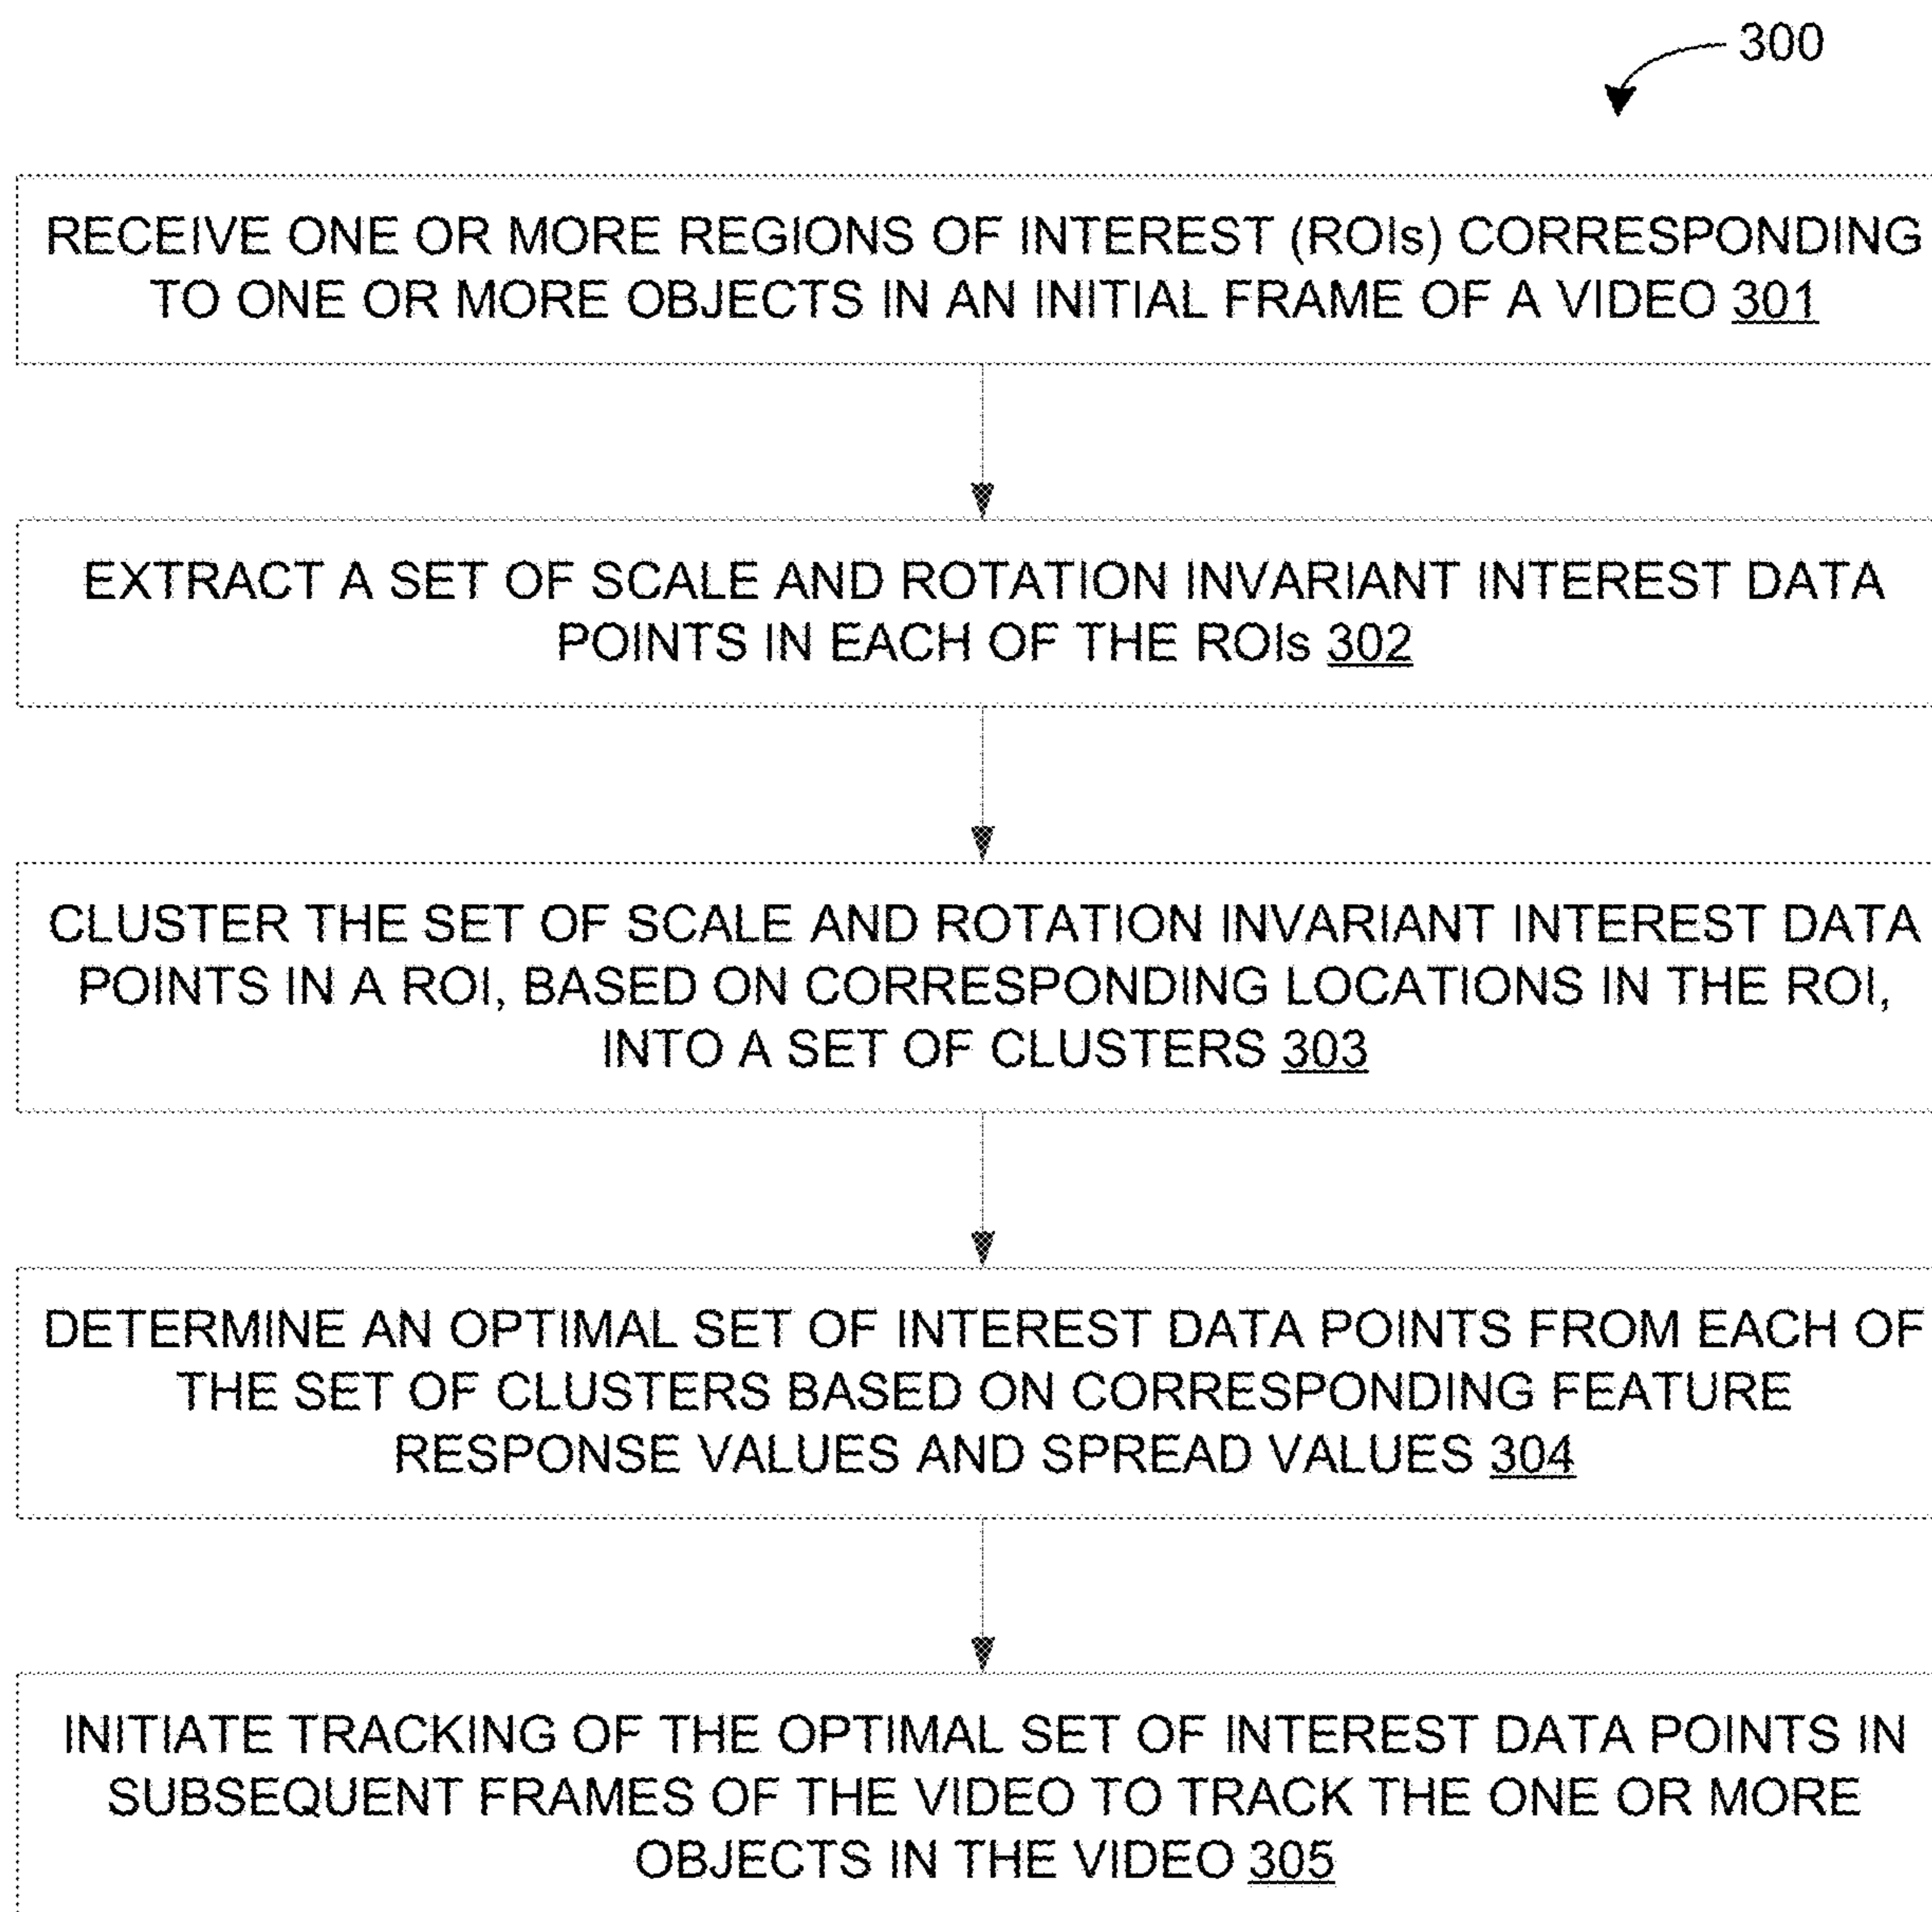 300
RECEIVE ONE OR MORE REGIONS OF INTEREST (ROIs) CORRESPONDING
TO ONE OR MORE OBJECTS IN AN INITIAL FRAME OF A VIDEO 301
EXTRACT A SET OF SCALE AND ROTATION INVARIANT INTEREST DATA
POINTS IN EACH OF THE ROIs 302
CLUSTER THE SET OF SCALE AND ROTATION INVARIANT INTEREST DATA
POINTS IN A ROI, BASED ON CORRESPONDING LOCATIONS IN THE ROI,
INTO A SET OF CLUSTERS 303
DETERMINE AN OPTIMAL SET OF INTEREST DATA POINTS FROM EACH OF
THE SET OF CLUSTERS BASED ON CORRESPONDING FEATURE
RESPONSE VALUES AND SPREAD VALUES 304
INITIATE TRACKING OF THE OPTIMAL SET OF INTEREST DATA POINTS IN
SUBSEQUENT FRAMES OF THE VIDEO TO TRACK THE ONE OR MORE
OBJECTS IN THE VIDEO 305